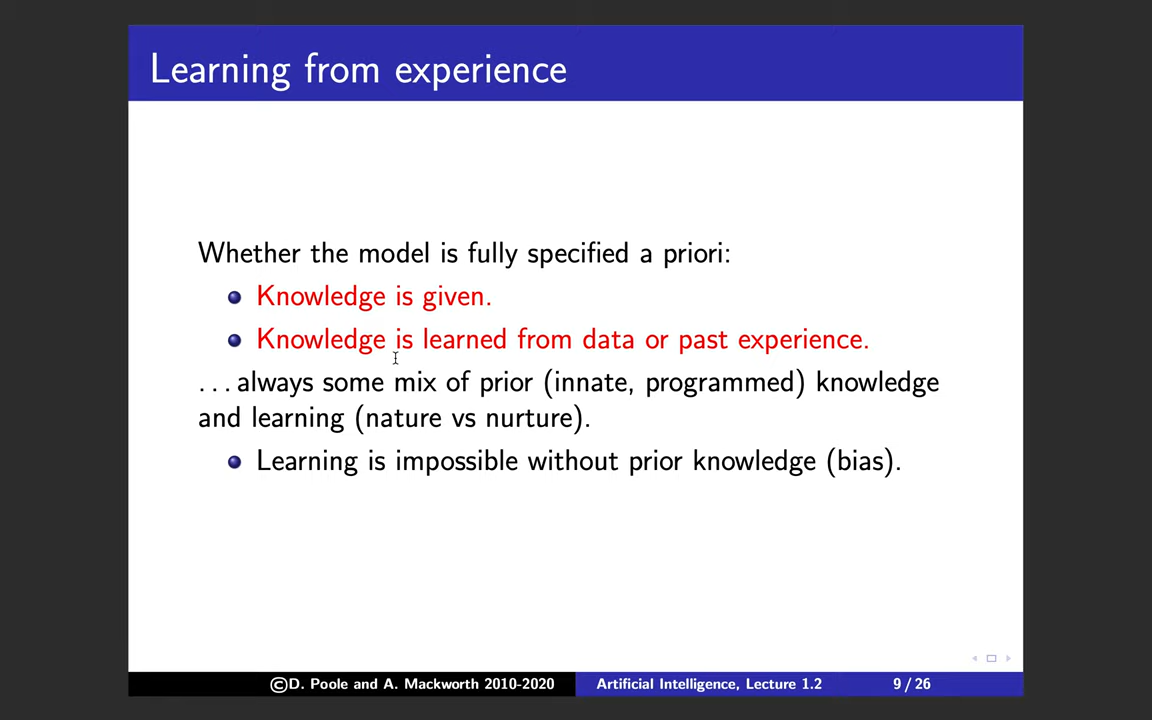 Learning from experience
Whether the model is fully specified a priori:
Knowledge is given.
Knowledge is learned from data or past experience.
...always some mix of prior (innate, programmed) knowledge
and learning (nature vs nurture).
Learning is impossible without prior knowledge (bias).
©D. Poole and A. Mackworth 2010-2020 Artificial Intelligence, Lecture 1.2 9 / 26